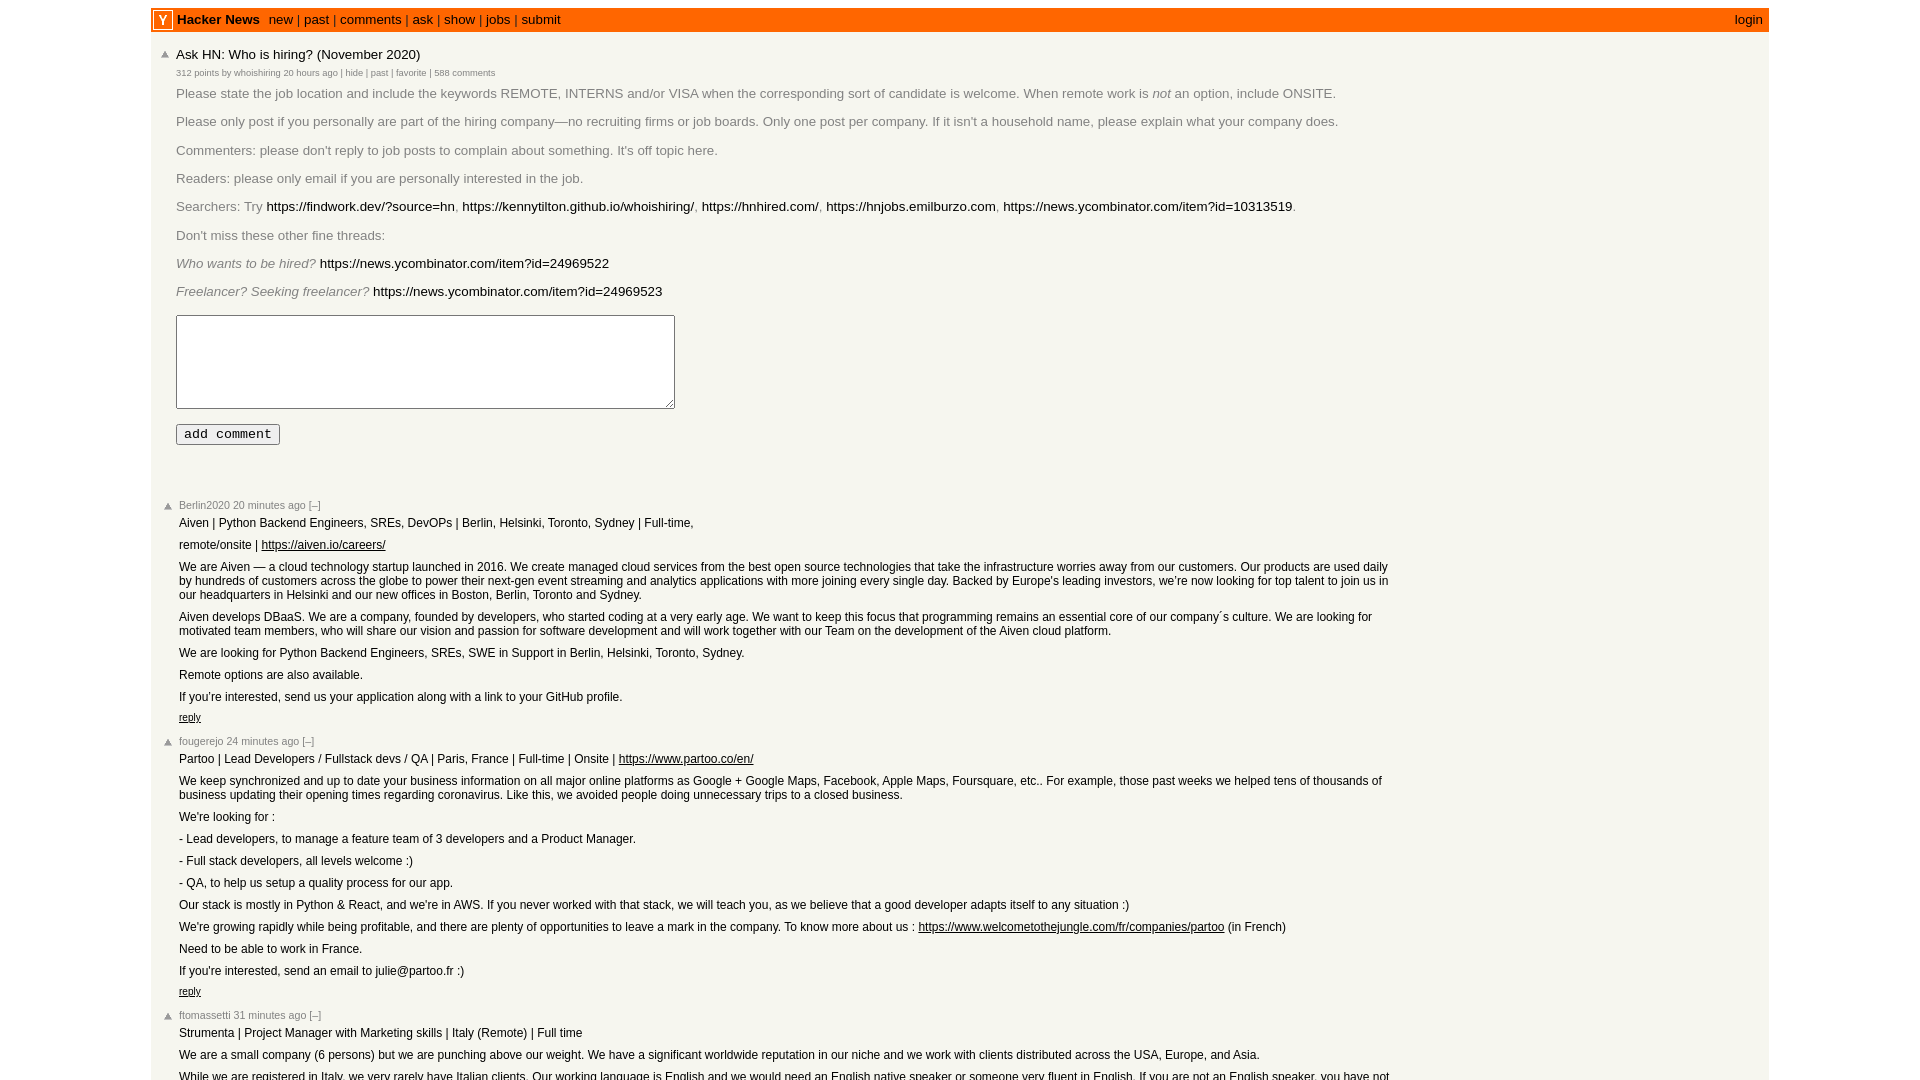 Y Hacker News new | past | comments | ask | show | jobs | submit login
Ask HN: Who is hiring? (November 2020)
312 points by whoishiring 20 hours ago | hide | past | favorite | 588 comments
Please state the job location and include the keywords REMOTE, INTERNS and/or VISA when the corresponding sort of candidate is welcome. When remote work is not an option, include ONSITE.
Please only post if you personally are part of the hiring company—no recruiting firms or job boards. Only one post per company. If it isn't a household name, please explain what your company does.
Commenters: please don't reply to job posts to complain about something. It's off topic here.
Readers: please only email if you are personally interested in the job.
Searchers: Try https://findwork.dev/?source=hn, https://kennytilton.github.io/whoishiring/, https://hnhired.com/, https://hnjobs.emilburzo.com, https://news.ycombinator.com/item?id=10313519.
Don't miss these other fine threads:
Who wants to be hired? https://news.ycombinator.com/item?id=24969522
Freelancer? Seeking freelancer? https://news.ycombinator.com/item?id=24969523
add comment
Berlin2020 20 minutes ago [–]
Aiven | Python Backend Engineers, SREs, DevOPs | Berlin, Helsinki, Toronto, Sydney | Full-time,
remote/onsite | https://aiven.io/careers/
We are Aiven — a cloud technology startup launched in 2016. We create managed cloud services from the best open source technologies that take the infrastructure worries away from our customers. Our products are used daily
by hundreds of customers across the globe to power their next-gen event streaming and analytics applications with more joining every single day. Backed by Europe's leading investors, we're now looking for top talent to join us in
our headquarters in Helsinki and our new offices in Boston, Berlin, Toronto and Sydney.
Aiven develops DBaaS. We are a company, founded by developers, who started coding at a very early age. We want to keep this focus that programming remains an essential core of our company´s culture. We are looking for
motivated team members, who will share our vision and passion for software development and will work together with our Team on the development of the Aiven cloud platform.
We are looking for Python Backend Engineers, SREs, SWE in Support in Berlin, Helsinki, Toronto, Sydney.
Remote options are also available.
If you're interested, send us your application along with a link to your GitHub profile.
reply
fougerejo 24 minutes ago [–]
Partoo | Lead Developers / Fullstack devs / QA | Paris, France | Full-time | Onsite | https://www.partoo.co/en/
We keep synchronized and up to date your business information on all major online platforms as Google + Google Maps, Facebook, Apple Maps, Foursquare, etc.. For example, those past weeks we helped tens of thousands of
business updating their opening times regarding coronavirus. Like this, we avoided people doing unnecessary trips to a closed business.
We're looking for :
- Lead developers, to manage a feature team of 3 developers and a Product Manager.
- Full stack developers, all levels welcome :)
- QA, to help us setup a quality process for our app.
Our stack is mostly in Python & React, and we're in AWS. If you never worked with that stack, we will teach you, as we believe that a good developer adapts itself to any situation :)
We're growing rapidly while being profitable, and there are plenty of opportunities to leave a mark in the company. To know more about us : https://www.welcometothejungle.com/fr/companies/partoo (in French)
Need to be able to work in France.
If you're interested, send an email to julie@partoo.fr :)
reply
ftomassetti 31 minutes ago [–]
Strumenta | Project Manager with Marketing skills | Italy (Remote) | Full time
We are a small company (6 persons) but we are punching above our weight. We have a significant worldwide reputation in our niche and we work with clients distributed across the USA, Europe, and Asia.
While we are registered in Italy, we very rarely have Italian clients. Our working language is English and we would need an English native speaker or someone very fluent in English. If you are not an English speaker, you have not